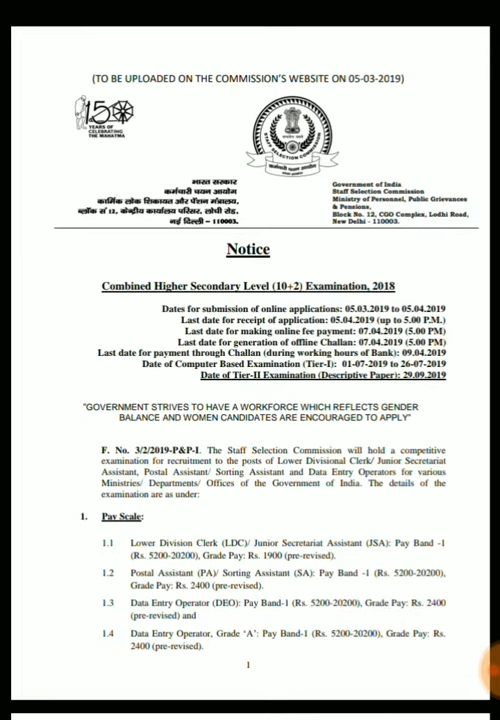 (TO BE UPLOADED ON THE COMMISSION'S WEBSITE ON 05-03-2019)
150
YEARS OF
CELEBRATING
THE MAHATMA
STAFF SELECTION COMMISSION
भारत सरकार
कर्मचारी चयन आयोग
कार्मिक लोक शिकायत और पेंशन मंत्रालय,
ब्लॉक सं 12, केन्द्रीय कार्यालय परिसर, लोधी रोड,
नई दिल्ली – 110003.
Government of India
Staff Selection Commission
Ministry of Personnel, Public Grievances
& Pensions,
Block No. 12, CGO Complex, Lodhi Road,
New Delhi - 110003.
Notice
Combined Higher Secondary Level (10+2) Examination, 2018
Dates for submission of online applications: 05.03.2019 to 05.04.2019
Last date for receipt of application: 05.04.2019 (up to 5.00 P.M.)
Last date for making online fee payment: 07.04.2019 (5.00 PM)
Last date for generation of offline Challan: 07.04.2019 (5.00 PM)
Last date for payment through Challan (during working hours of Bank): 09.04.2019
Date of Computer Based Examination (Tier-I): 01-07-2019 to 26-07-2019
Date of Tier-II Examination (Descriptive Paper): 29.09.2019
"GOVERNMENT STRIVES TO HAVE A WORKFORCE WHICH REFLECTS GENDER
BALANCE AND WOMEN CANDIDATES ARE ENCOURAGED TO APPLY"
F. No. 3/2/2019-P&P-I. The Staff Selection Commission will hold a competitive
examination for recruitment to the posts of Lower Divisional Clerk/ Junior Secretariat
Assistant, Postal Assistant/ Sorting Assistant and Data Entry Operators for various
Ministries/ Departments/ Offices of the Government of India. The details of the
examination are as under:
1. Pay Scale:
1.1 Lower Division Clerk (LDC)/ Junior Secretariat Assistant (JSA): Pay Band -1
(Rs. 5200-20200), Grade Pay: Rs. 1900 (pre-revised).
1.2 Postal Assistant (PA)/ Sorting Assistant (SA): Pay Band -1 (Rs. 5200-20200),
Grade Pay: Rs. 2400 (pre-revised).
1.3 Data Entry Operator (DEO): Pay Band-1 (Rs. 5200-20200), Grade Pay: Rs. 2400
(pre-revised) and
1.4 Data Entry Operator, Grade 'A': Pay Band-1 (Rs. 5200-20200), Grade Pay: Rs.
2400 (pre-revised).
1